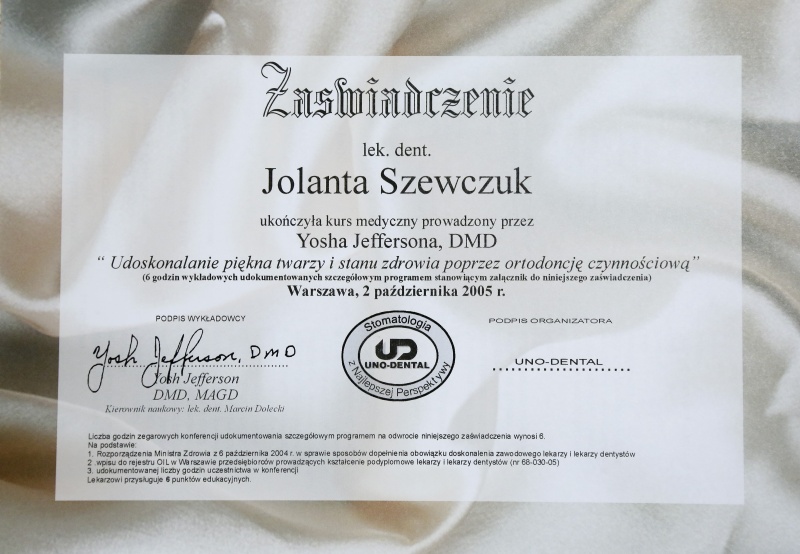 Zaświadczenie
lek. dent.
Jolanta Szewczuk
ukończyła kurs medyczny prowadzony przez
Yosha Jeffersona, DMD
“ Udoskonalanie piękna twarzy i stanu zdrowia poprzez ortodoncję czynnościową”
(6 godzin wykładowych udokumentowanych szczegółowym programem stanowiącym załącznik do niniejszego zaświadczenia)
Warszawa, 2 października 2005 r.
PODPIS WYKŁADOWCY
Yosh Jefferson, DMD
Yosh Jefferson
DMD, MAGD
Kierownik naukowy: lek. dent. Marcin Dolecki
Stomatologia
UD
UNO-DENTAL
z Najlepszej Perspektywy
PODPIS ORGANIZATORA
UNO-DENTAL
Liczba godzin zegarowych konferencji udokumentowania szczegółowym programem na odwrocie niniejszego zaświadczenia wynosi 6.
Na podstawie:
1. Rozporządzenia Ministra Zdrowia z 6 października 2004 r. w sprawie sposobów dopełnienia obowiązku doskonalenia zawodowego lekarzy i lekarzy dentystów
2 .wpisu do rejestru OIL w Warszawie przedsiębiorców prowadzących kształcenie podyplomowe lekarzy i lekarzy dentystów (nr 68-030-05)
3. udokumentowanej liczby godzin uczestnictwa w konferencji
Lekarzowi przysługuje 6 punktów edukacyjnych.